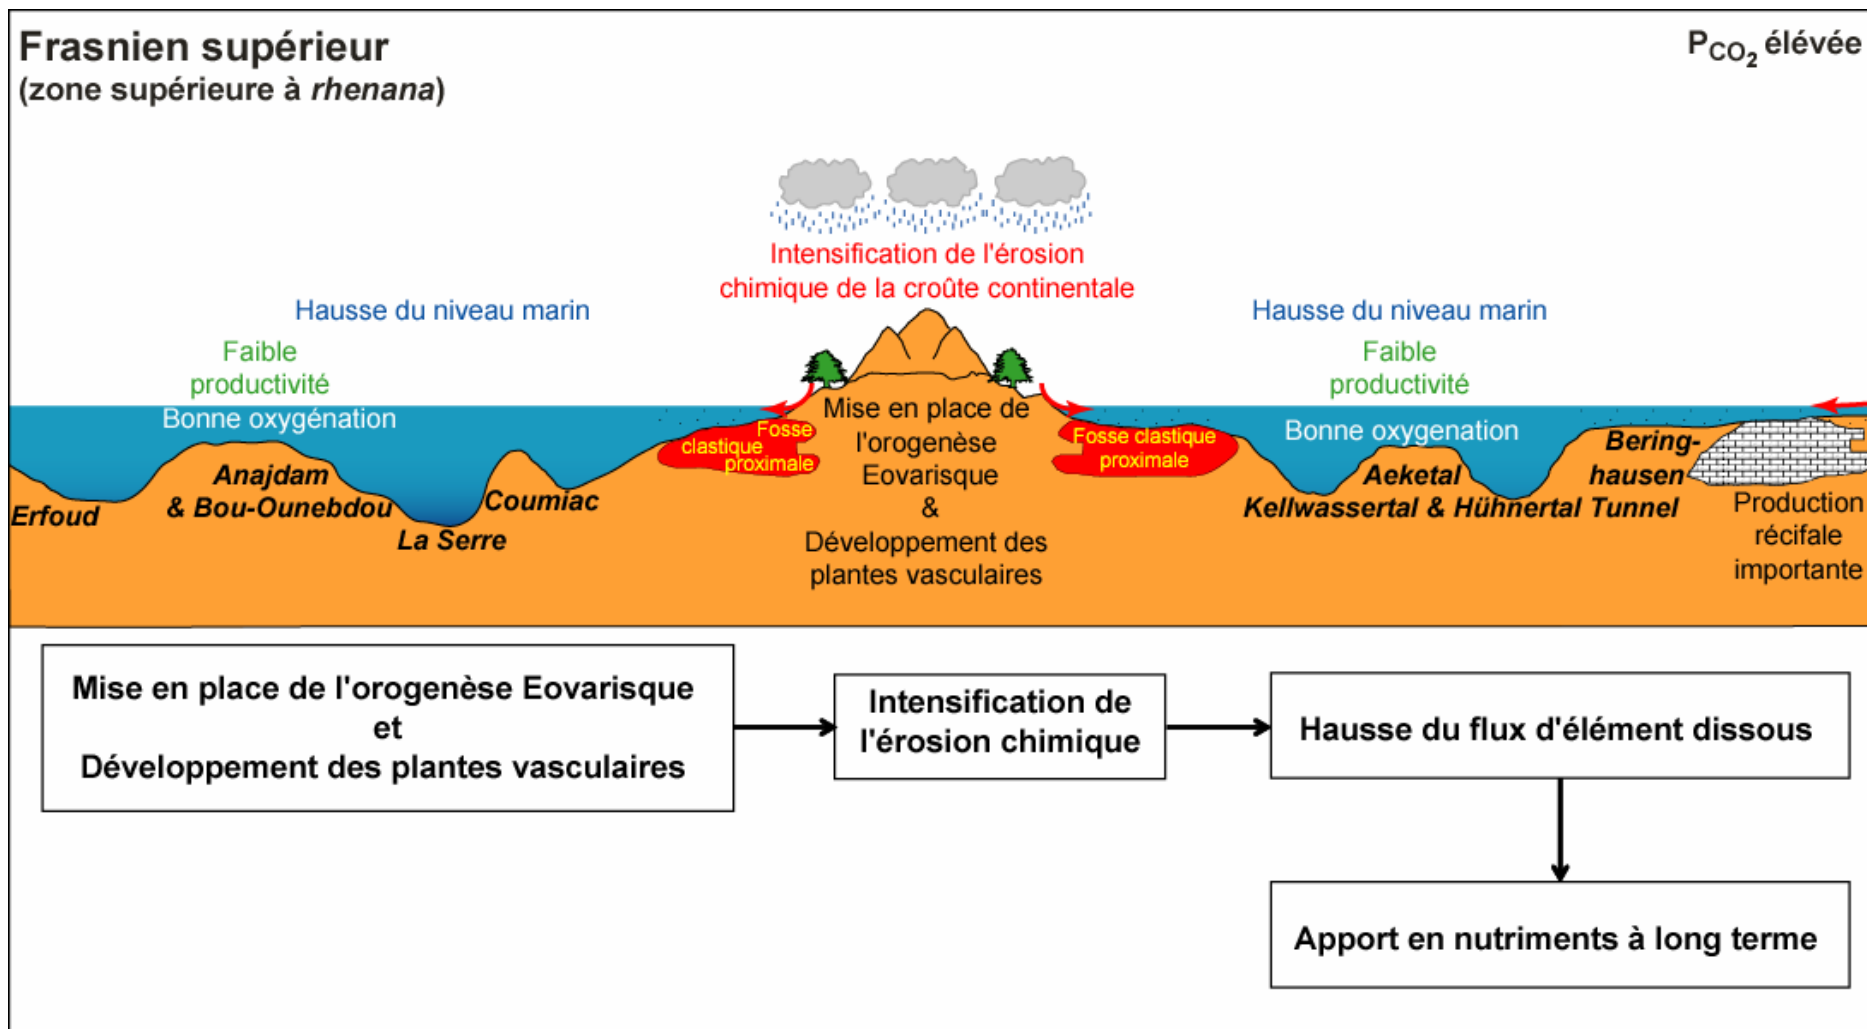 Frasnien supérieur
(zone supérieure à rhenana)
PCO2 élévée
Intensification de l'érosion
chimique de la croûte continentale
Hausse du niveau marin
Faible
productivité
Bonne oxygénation
Hausse du niveau marin
Faible
productivité
Bonne oxygenation
Fosse
clastique
proximale
Mise en place de
l'orogenèse
Eovarisque
&
Développement des
plantes vasculaires
Fosse clastique
proximale
Erfoud
Anajdam
& Bou-Ounebdou
La Serre
Coumiac
Aeketal
Kellwassertal & Hühnertal
Bering-
hausen
Tunnel
Production
récifale
importante
Mise en place de l'orogenèse Eovarisque
et
Développement des plantes vasculaires
Intensification de
l'érosion chimique
Hausse du flux d'élément dissous
Apport en nutriments à long terme